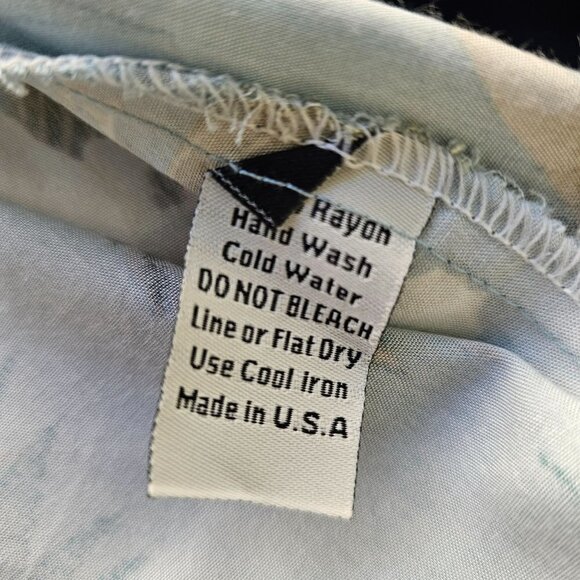 Rayon
Hand Wash
Cold Water
DO NOT BLEACH
Line or Flat Dry
Use Cool iron
Made in U.S.A